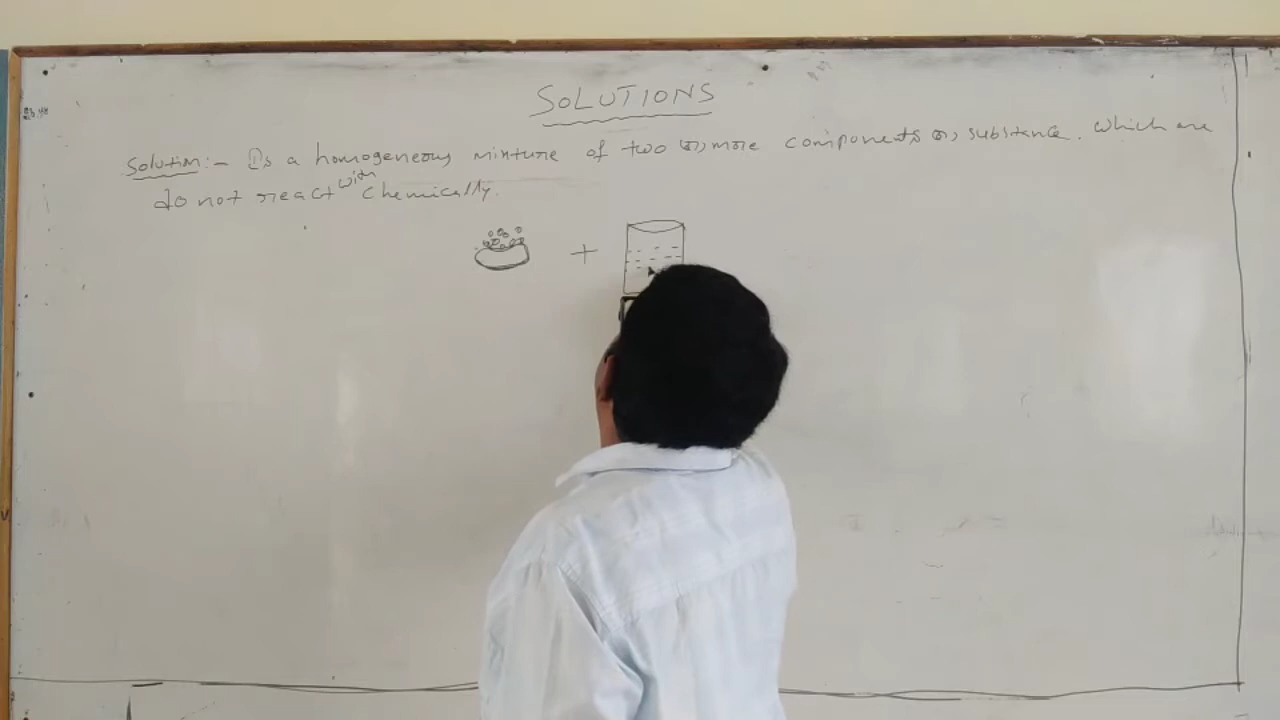 SOLUTIONS
Solution:- Is a homogeneous mixture of two or more components or substance. Which are
do not react with chemically.
+